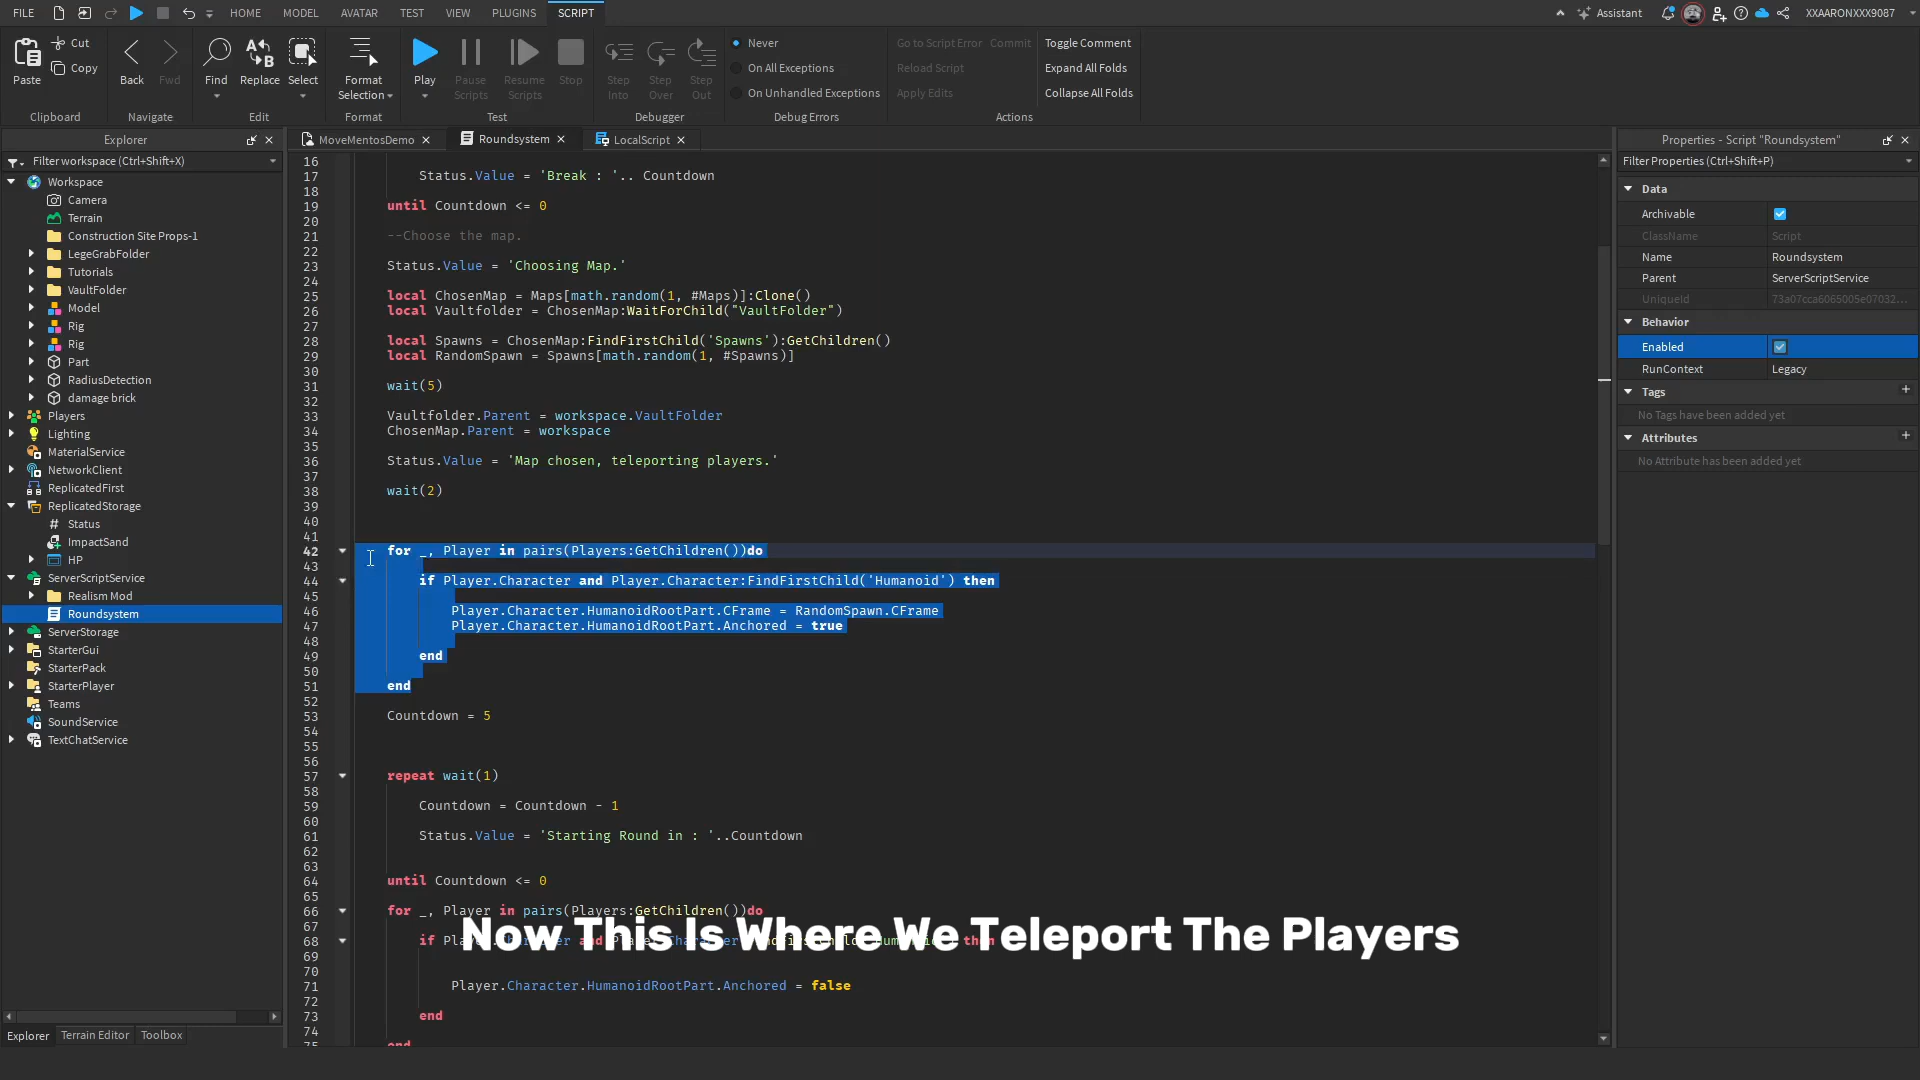 FILE HOME MODEL AVATAR TEST VIEW PLUGINS SCRIPT Assistant XXAARONXXX9087
Paste Cut Copy Back Fwd Find Replace Select Format Selection Play Pause Scripts Resume Scripts Stop Step Into Step Over Step Out
Never
On All Exceptions
On Unhandled Exceptions
Go to Script Error Commit
Reload Script
Apply Edits
Toggle Comment
Expand All Folds
Collapse All Folds
Clipboard Navigate Edit Format Test Debugger Debug Errors Actions
Explorer
Filter workspace (Ctrl+Shift+X)
Workspace
Camera
Terrain
Construction Site Props-1
LegeGrabFolder
Tutorials
VaultFolder
Model
Rig
Rig
Part
RadiusDetection
damage brick
Players
Lighting
MaterialService
NetworkClient
ReplicatedFirst
ReplicatedStorage
# Status
ImpactSand
HP
ServerScriptService
Realism Mod
Roundsystem
ServerStorage
StarterGui
StarterPack
StarterPlayer
Teams
SoundService
TextChatService
Explorer Terrain Editor Toolbox
MoveMentosDemo Roundsystem LocalScript
16
17 Status.Value = 'Break : '.. Countdown
18
19 until Countdown <= 0
20
21 --Choose the map.
22
23 Status.Value = 'Choosing Map.'
24
25 local ChosenMap = Maps[math.random(1, #Maps)]:Clone()
26 local Vaultfolder = ChosenMap:WaitForChild("VaultFolder")
27
28 local Spawns = ChosenMap:FindFirstChild('Spawns'):GetChildren()
29 local RandomSpawn = Spawns[math.random(1, #Spawns)]
30
31 wait(5)
32
33 Vaultfolder.Parent = workspace.VaultFolder
34 ChosenMap.Parent = workspace
35
36 Status.Value = 'Map chosen, teleporting players.'
37
38 wait(2)
39
40
41
42 for _, Player in pairs(Players:GetChildren())do
43
44 if Player.Character and Player.Character:FindFirstChild('Humanoid') then
45
46 Player.Character.HumanoidRootPart.CFrame = RandomSpawn.CFrame
47 Player.Character.HumanoidRootPart.Anchored = true
48
49 end
50
51 end
52
53 Countdown = 5
54
55
56
57 repeat wait(1)
58
59 Countdown = Countdown - 1
60
61 Status.Value = 'Starting Round in : '..Countdown
62
63
64 until Countdown <= 0
65
66 for _, Player in pairs(Players:GetChildren())do
67
68 if
69
70
71 Player.Character.HumanoidRootPart.Anchored = false
72
73 end
74
75 end
Now This Is Where We Teleport The Players
Properties - Script "Roundsystem"
Filter Properties (Ctrl+Shift+P)
Data
Archivable
ClassName Script
Name Roundsystem
Parent ServerScriptService
UniqueId 73a07cca6065005e07032...
Behavior
Enabled
RunContext Legacy
Tags +
No Tags have been added yet
Attributes +
No Attribute has been added yet